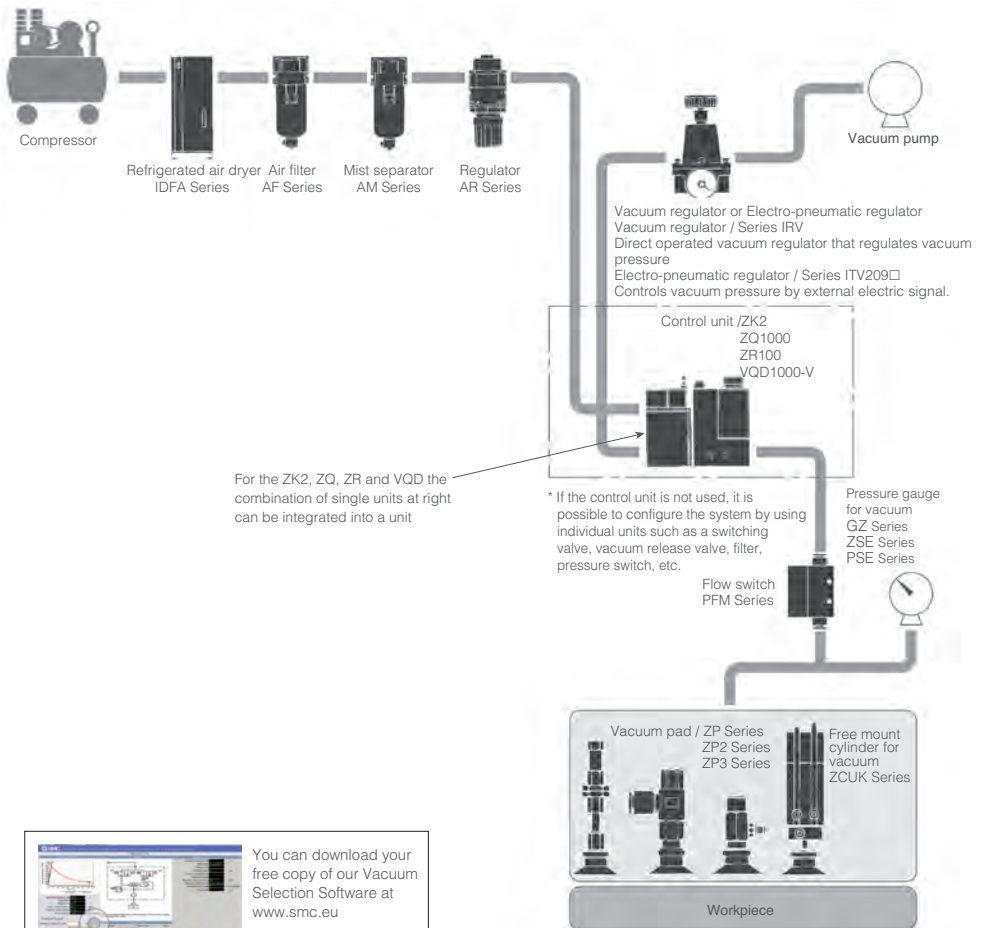 Compressor
Refrigerated air dryer
IDFA Series
Air filter
AF Series
Mist separator
AM Series
Regulator
AR Series
Vacuum pump
Vacuum regulator or Electro-pneumatic regulator
Vacuum regulator / Series IRV
Direct operated vacuum regulator that regulates vacuum
pressure
Electro-pneumatic regulator / Series ITV209□
Controls vacuum pressure by external electric signal.
Control unit /ZK2
ZQ1000
ZR100
VQD1000-V
For the ZK2, ZQ, ZR and VQD the
combination of single units at right
can be integrated into a unit
* If the control unit is not used, it is
possible to configure the system by using
individual units such as a switching
valve, vacuum release valve, filter,
pressure switch, etc.
Pressure gauge
for vacuum
GZ Series
ZSE Series
PSE Series
Flow switch
PFM Series
Vacuum pad / ZP Series
ZP2 Series
ZP3 Series
Free mount
cylinder for
vacuum
ZCUK Series
Workpiece
You can download your
free copy of our Vacuum
Selection Software at
www.smc.eu